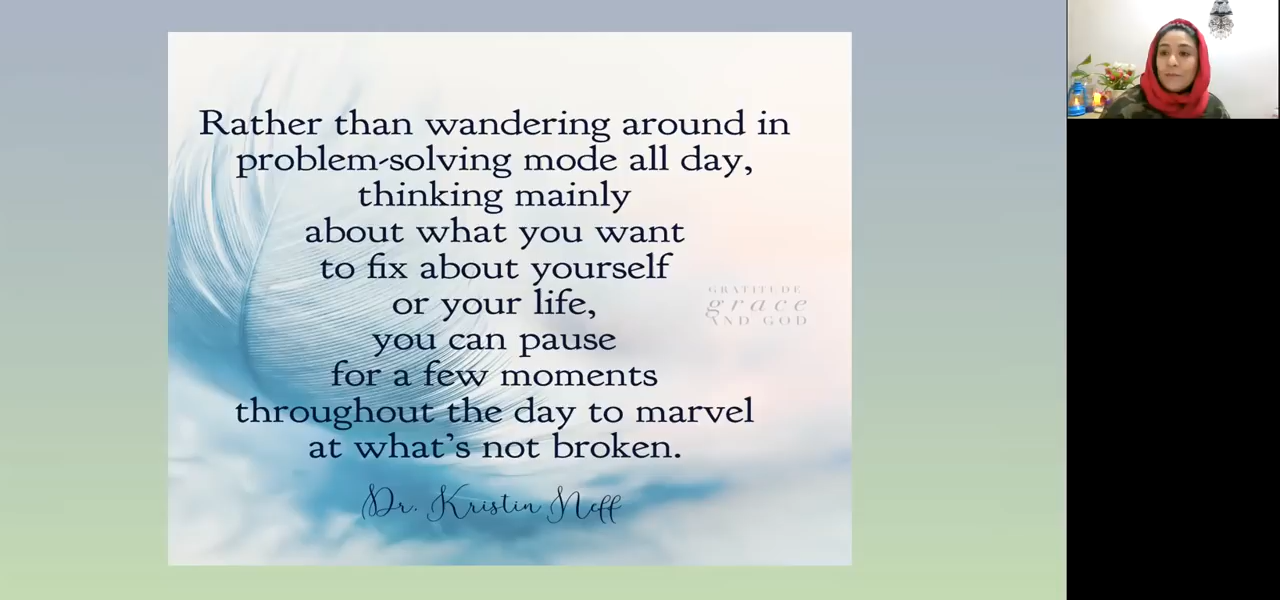 Rather than wandering around in
problem-solving mode all day,
thinking mainly
about what you want
to fix about yourself
or your life,
you can pause
for a few moments
throughout the day to marvel
at what's not broken.
Dr. Kristin Neff
GRATITUDE
grace
AND GOD